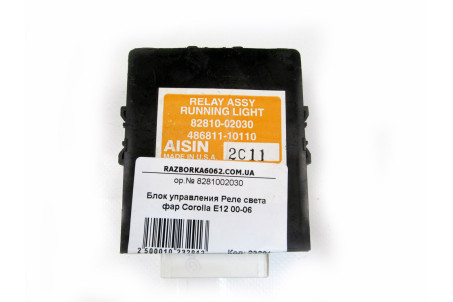 RELAY ASSY
RUNNING LIGHT
82810-02030
486811-10110
AISIN
MADE IN U.S.A. 2C11
RAZBORKA6062.COM.UA
ор.№ 8281002030
Блок управления Реле света
фар Corolla E12 00-06